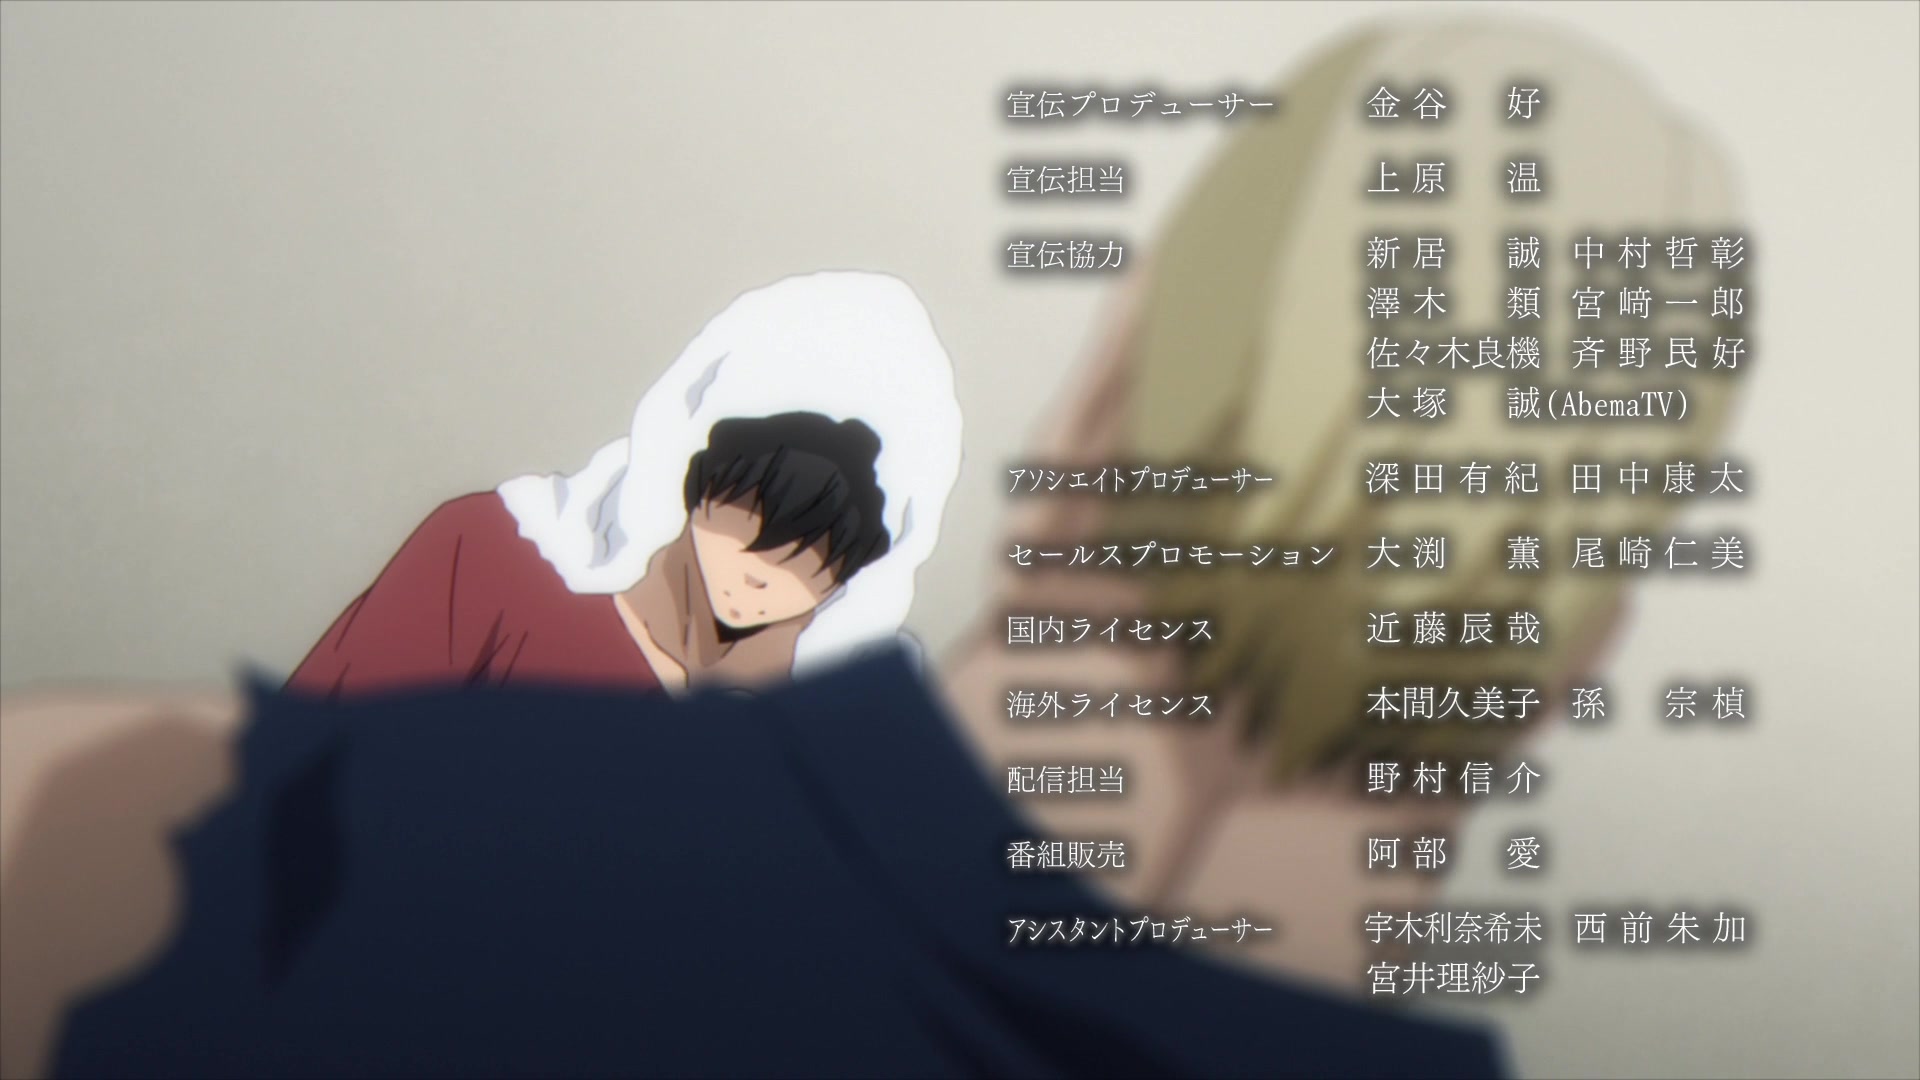 宣伝プロデューサー 金谷 好
宣伝担当 上原 温
宣伝協力 新居 誠 中村哲彰
澤木 類 宮﨑一郎
佐々木良機 斉野民好
大塚 誠(AbemaTV)
アソシエイトプロデューサー 深田有紀 田中康太
セールスプロモーション 大渕 薫 尾崎仁美
国内ライセンス 近藤辰哉
海外ライセンス 本間久美子 孫 宗楨
配信担当 野村信介
番組販売 阿部 愛
アシスタントプロデューサー 宇木利奈希未 西前朱加
宮井理紗子